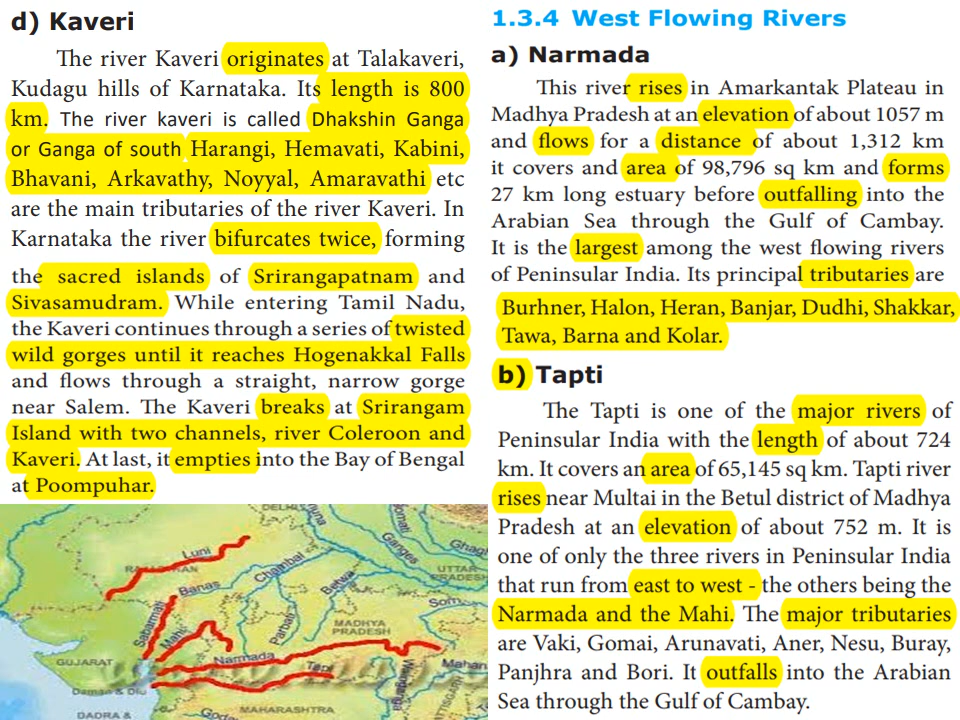 d) Kaveri
The river Kaveri originates at Talakaveri,
Kudagu hills of Karnataka. Its length is 800
km. The river kaveri is called Dhakshin Ganga
or Ganga of south Harangi, Hemavati, Kabini,
Bhavani, Arkavathy, Noyyal, Amaravathi etc
are the main tributaries of the river Kaveri. In
Karnataka the river bifurcates twice, forming
the sacred islands of Srirangapatnam and
Sivasamudram. While entering Tamil Nadu,
the Kaveri continues through a series of twisted
wild gorges until it reaches Hogenakkal Falls
and flows through a straight, narrow gorge
near Salem. The Kaveri breaks at Srirangam
Island with two channels, river Coleroon and
Kaveri. At last, it empties into the Bay of Bengal
at Poompuhar.
DELHI
Luni
Chambal
Ganges
Banas
Betwa
UTTAR
PRADESH
Sabarmati
Mahi
MADHYA
PRADESH
GUJARAT
Narmada
Tapi
Daman & Diu
MAHARASHTRA
DADRA &
1.3.4 West Flowing Rivers
a) Narmada
This river rises in Amarkantak Plateau in
Madhya Pradesh at an elevation of about 1057 m
and flows for a distance of about 1,312 km
it covers and area of 98,796 sq km and forms
27 km long estuary before outfalling into the
Arabian Sea through the Gulf of Cambay.
It is the largest among the west flowing rivers
of Peninsular India. Its principal tributaries are
Burhner, Halon, Heran, Banjar, Dudhi, Shakkar,
Tawa, Barna and Kolar.
b) Tapti
The Tapti is one of the major rivers of
Peninsular India with the length of about 724
km. It covers an area of 65,145 sq km. Tapti river
rises near Multai in the Betul district of Madhya
Pradesh at an elevation of about 752 m. It is
one of only the three rivers in Peninsular India
that run from east to west - the others being the
Narmada and the Mahi. The major tributaries
are Vaki, Gomai, Arunavati, Aner, Nesu, Buray,
Panjhra and Bori. It outfalls into the Arabian
Sea through the Gulf of Cambay.